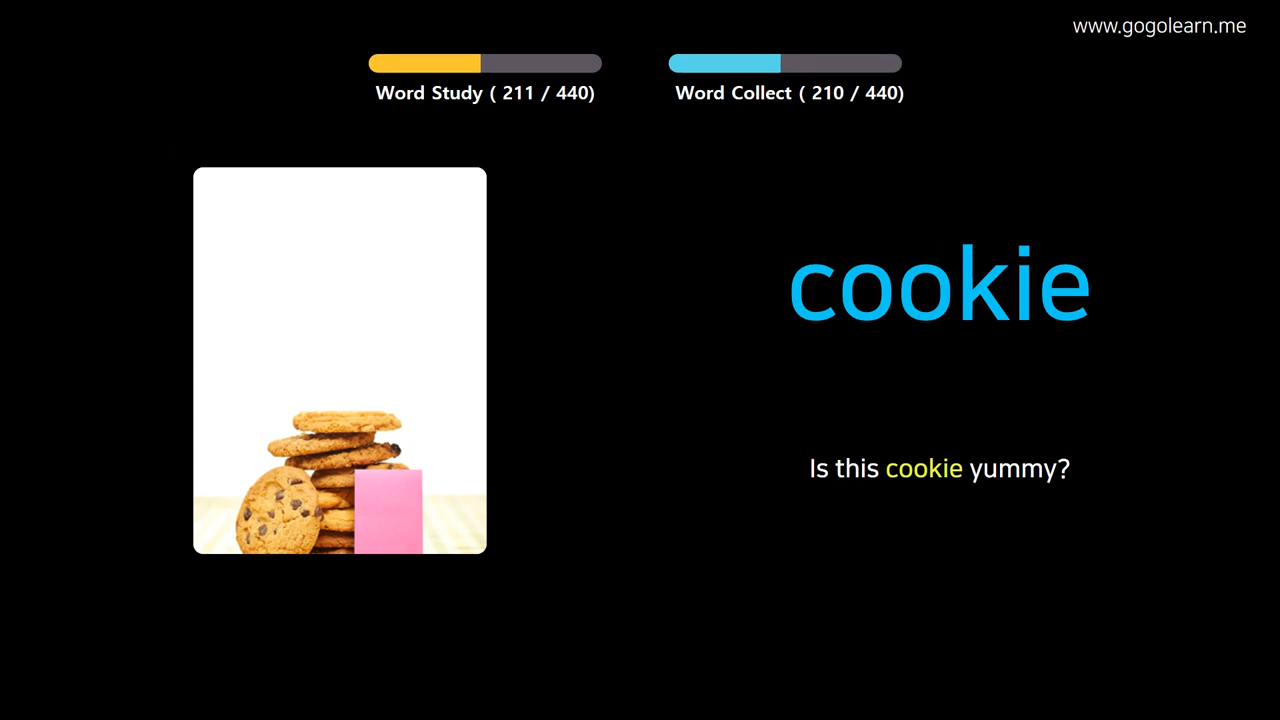 www.gogolearn.me
Word Study ( 211 / 440)
Word Collect ( 210 / 440)
cookie
Is this cookie yummy?